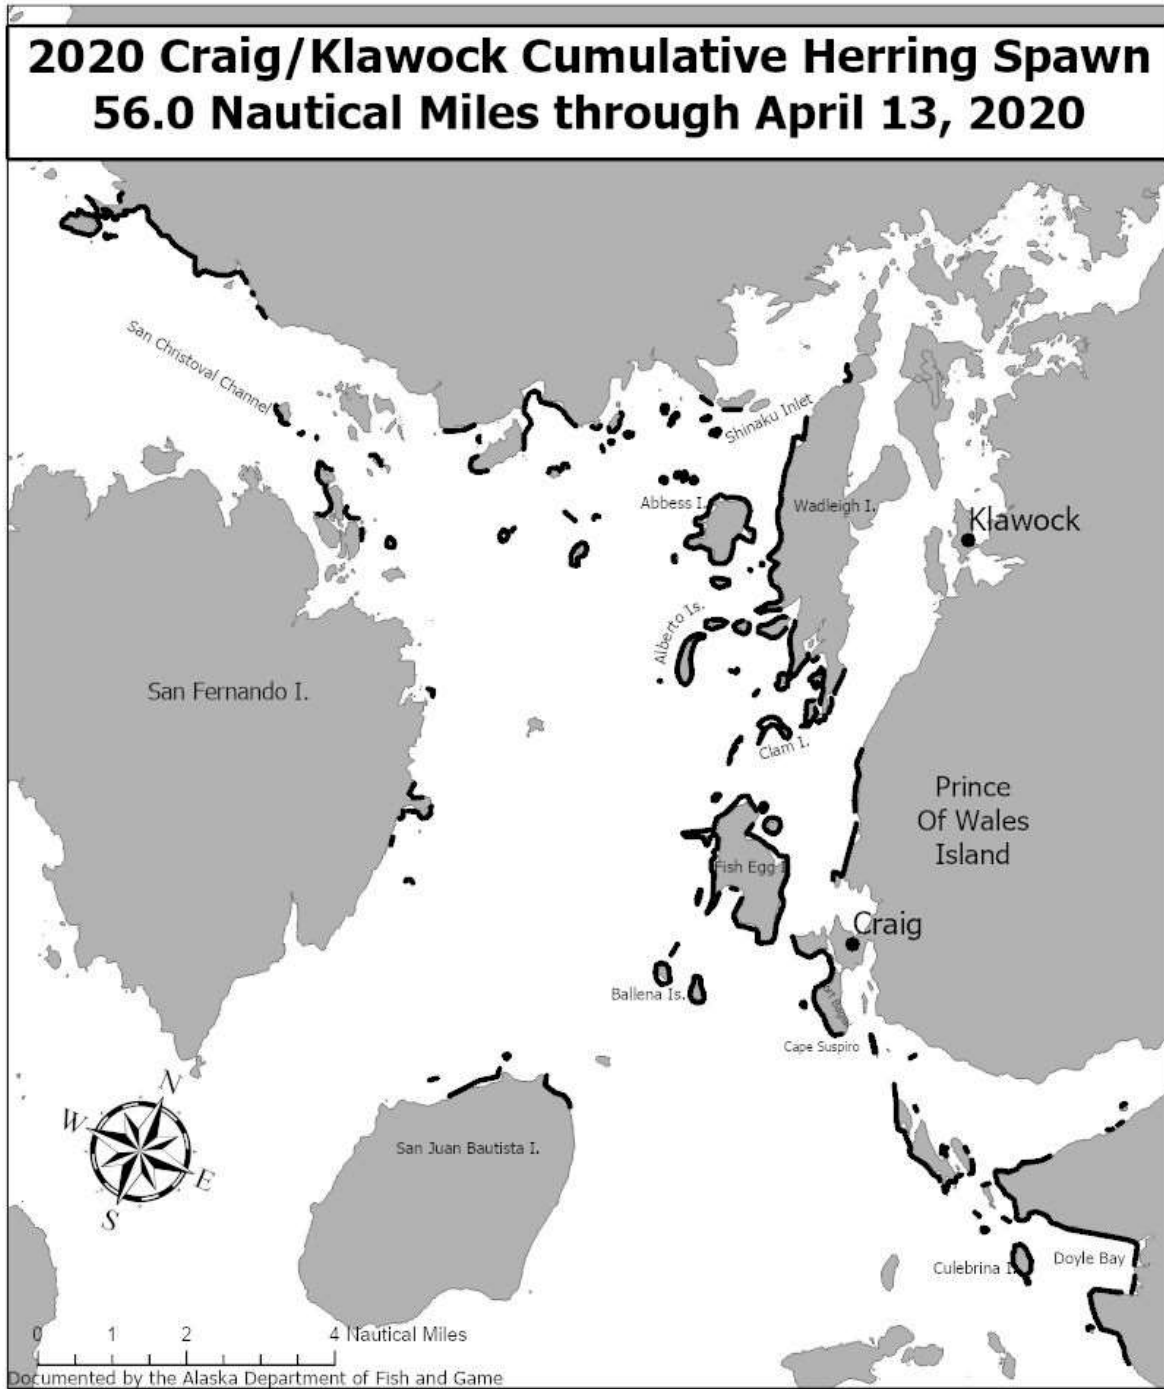 2020 Craig/Klawock Cumulative Herring Spawn
56.0 Nautical Miles through April 13, 2020
San Christoval Channel
Shinaku Inlet
Abbess I.
Wadleigh I.
Klawock
Alberto Is.
San Fernando I.
Clam I.
Prince
Of Wales
Island
Fish Egg I
Craig
Ballena Is.
Cape Suspiro
N
W
E
S
San Juan Bautista I.
Doyle Bay
Culebrina I.
0 1 2 4 Nautical Miles
Documented by the Alaska Department of Fish and Game